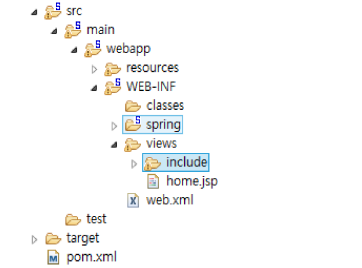 src
main
webapp
resources
WEB-INF
classes
spring
views
include
home.jsp
web.xml
test
target
pom.xml